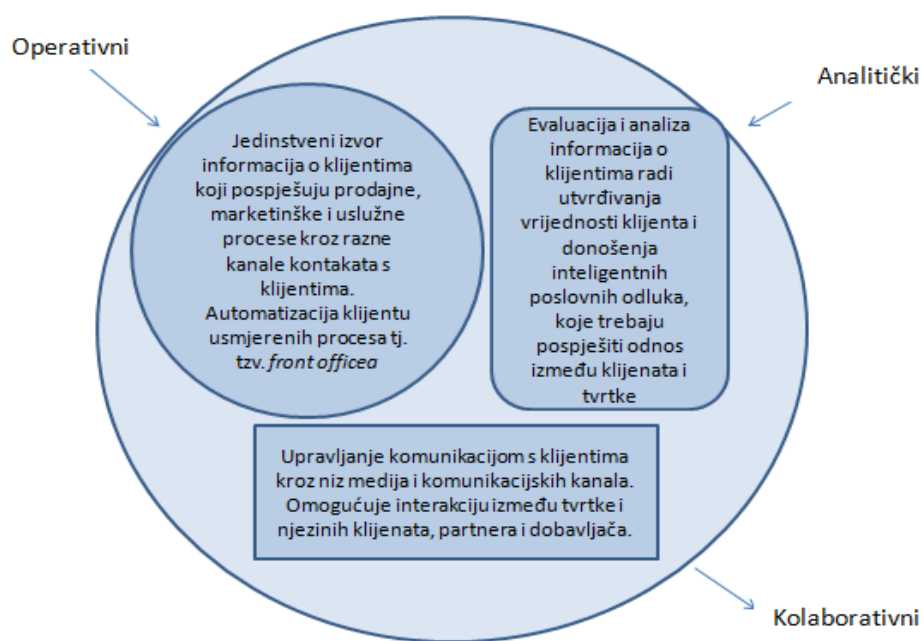 Operativni
Analitički
Jedinstveni izvor
informacija o klijentima
koji pospješuju prodajne,
marketinške i uslužne
procese kroz razne
kanale kontakata s
klijentima.
Automatizacija klijentu
usmjerenih procesa tj.
tzv. front officea
Evaluacija i analiza
informacija o
klijentima radi
utvrđivanja
vrijednosti klijenta i
donošenja
inteligentnih
poslovnih odluka,
koje trebaju
pospješiti odnos
između klijenata i
tvrtke
Upravljanje komunikacijom s klijentima
kroz niz medija i komunikacijskih kanala.
Omogućuje interakciju između tvrtke i
njezinih klijenata, partnera i dobavljača.
Kolaborativni